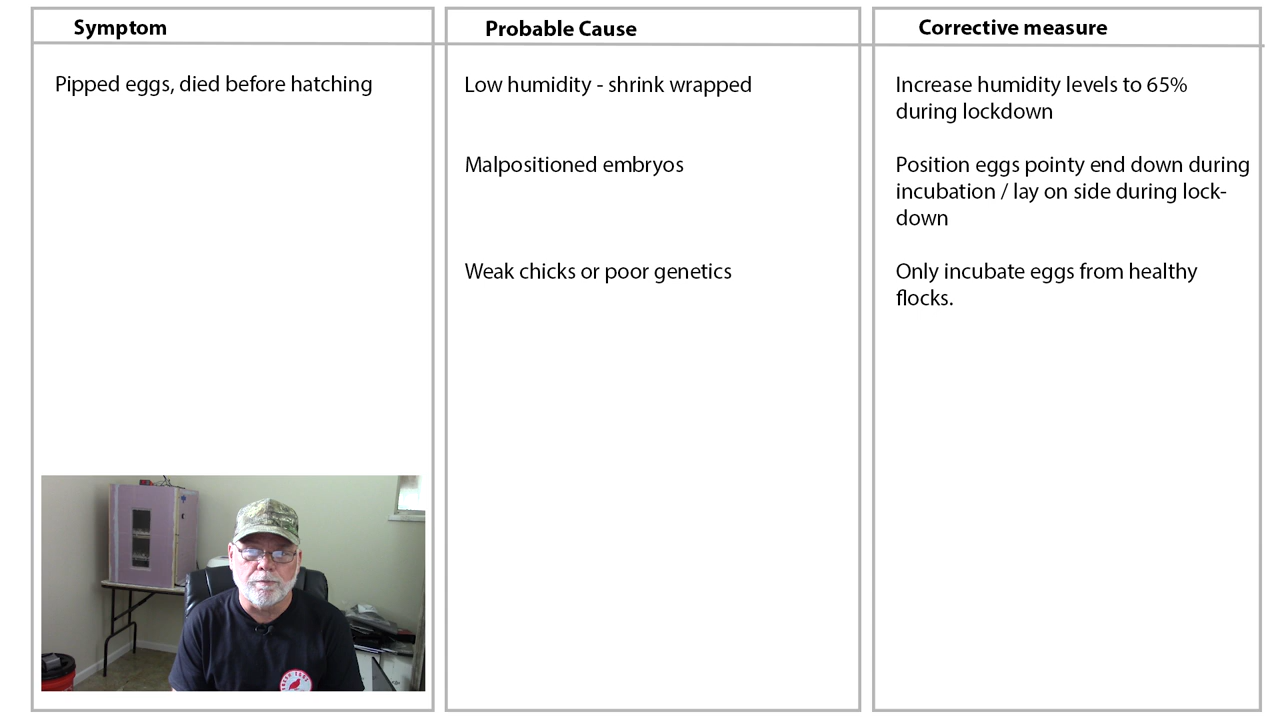 Symptom
Probable Cause
Corrective measure
Pipped eggs, died before hatching
Low humidity - shrink wrapped
Increase humidity levels to 65%
during lockdown
Malpositioned embryos
Position eggs pointy end down during
incubation / lay on side during lock-
down
Weak chicks or poor genetics
Only incubate eggs from healthy
flocks.